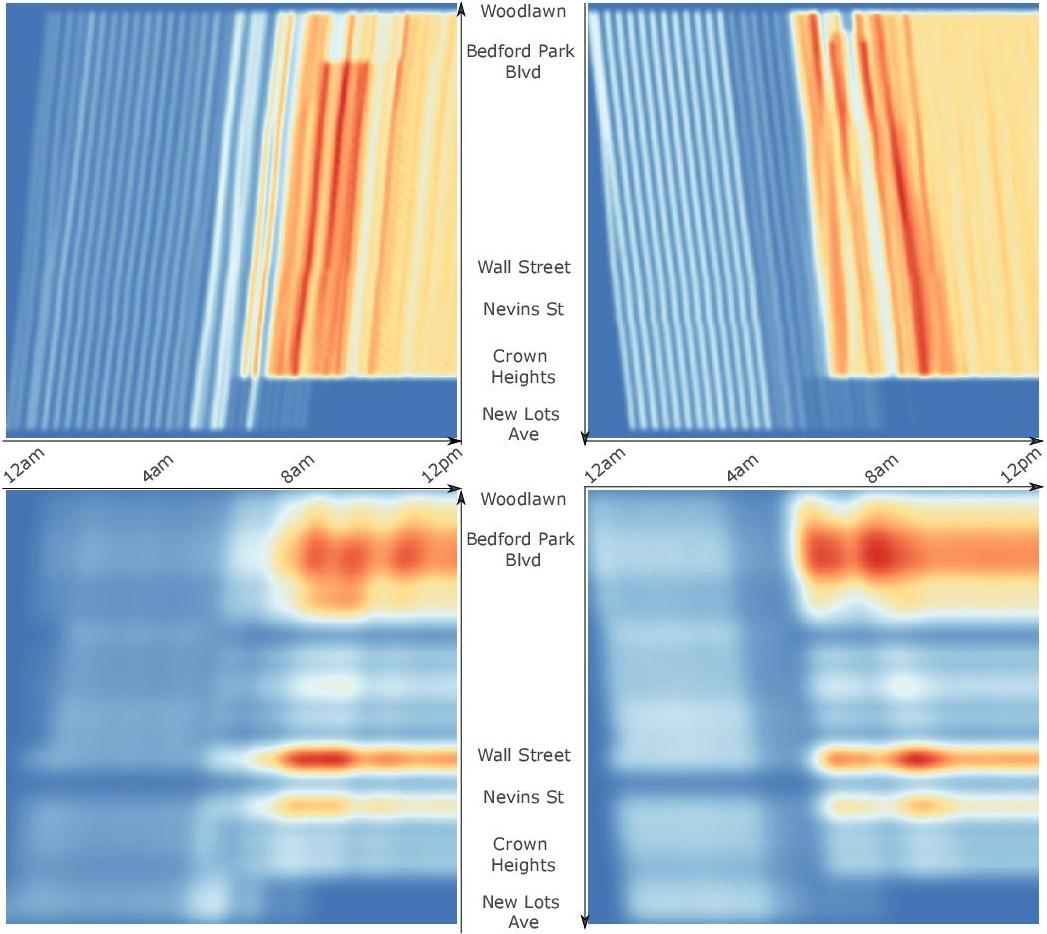 Woodlawn
Bedford Park
Blvd
Wall Street
Nevins St
Crown
Heights
New Lots
Ave
12am
4am
8am
12pm
12am
4am
8am
12pm
Woodlawn
Bedford Park
Blvd
Wall Street
Nevins St
Crown
Heights
New Lots
Ave